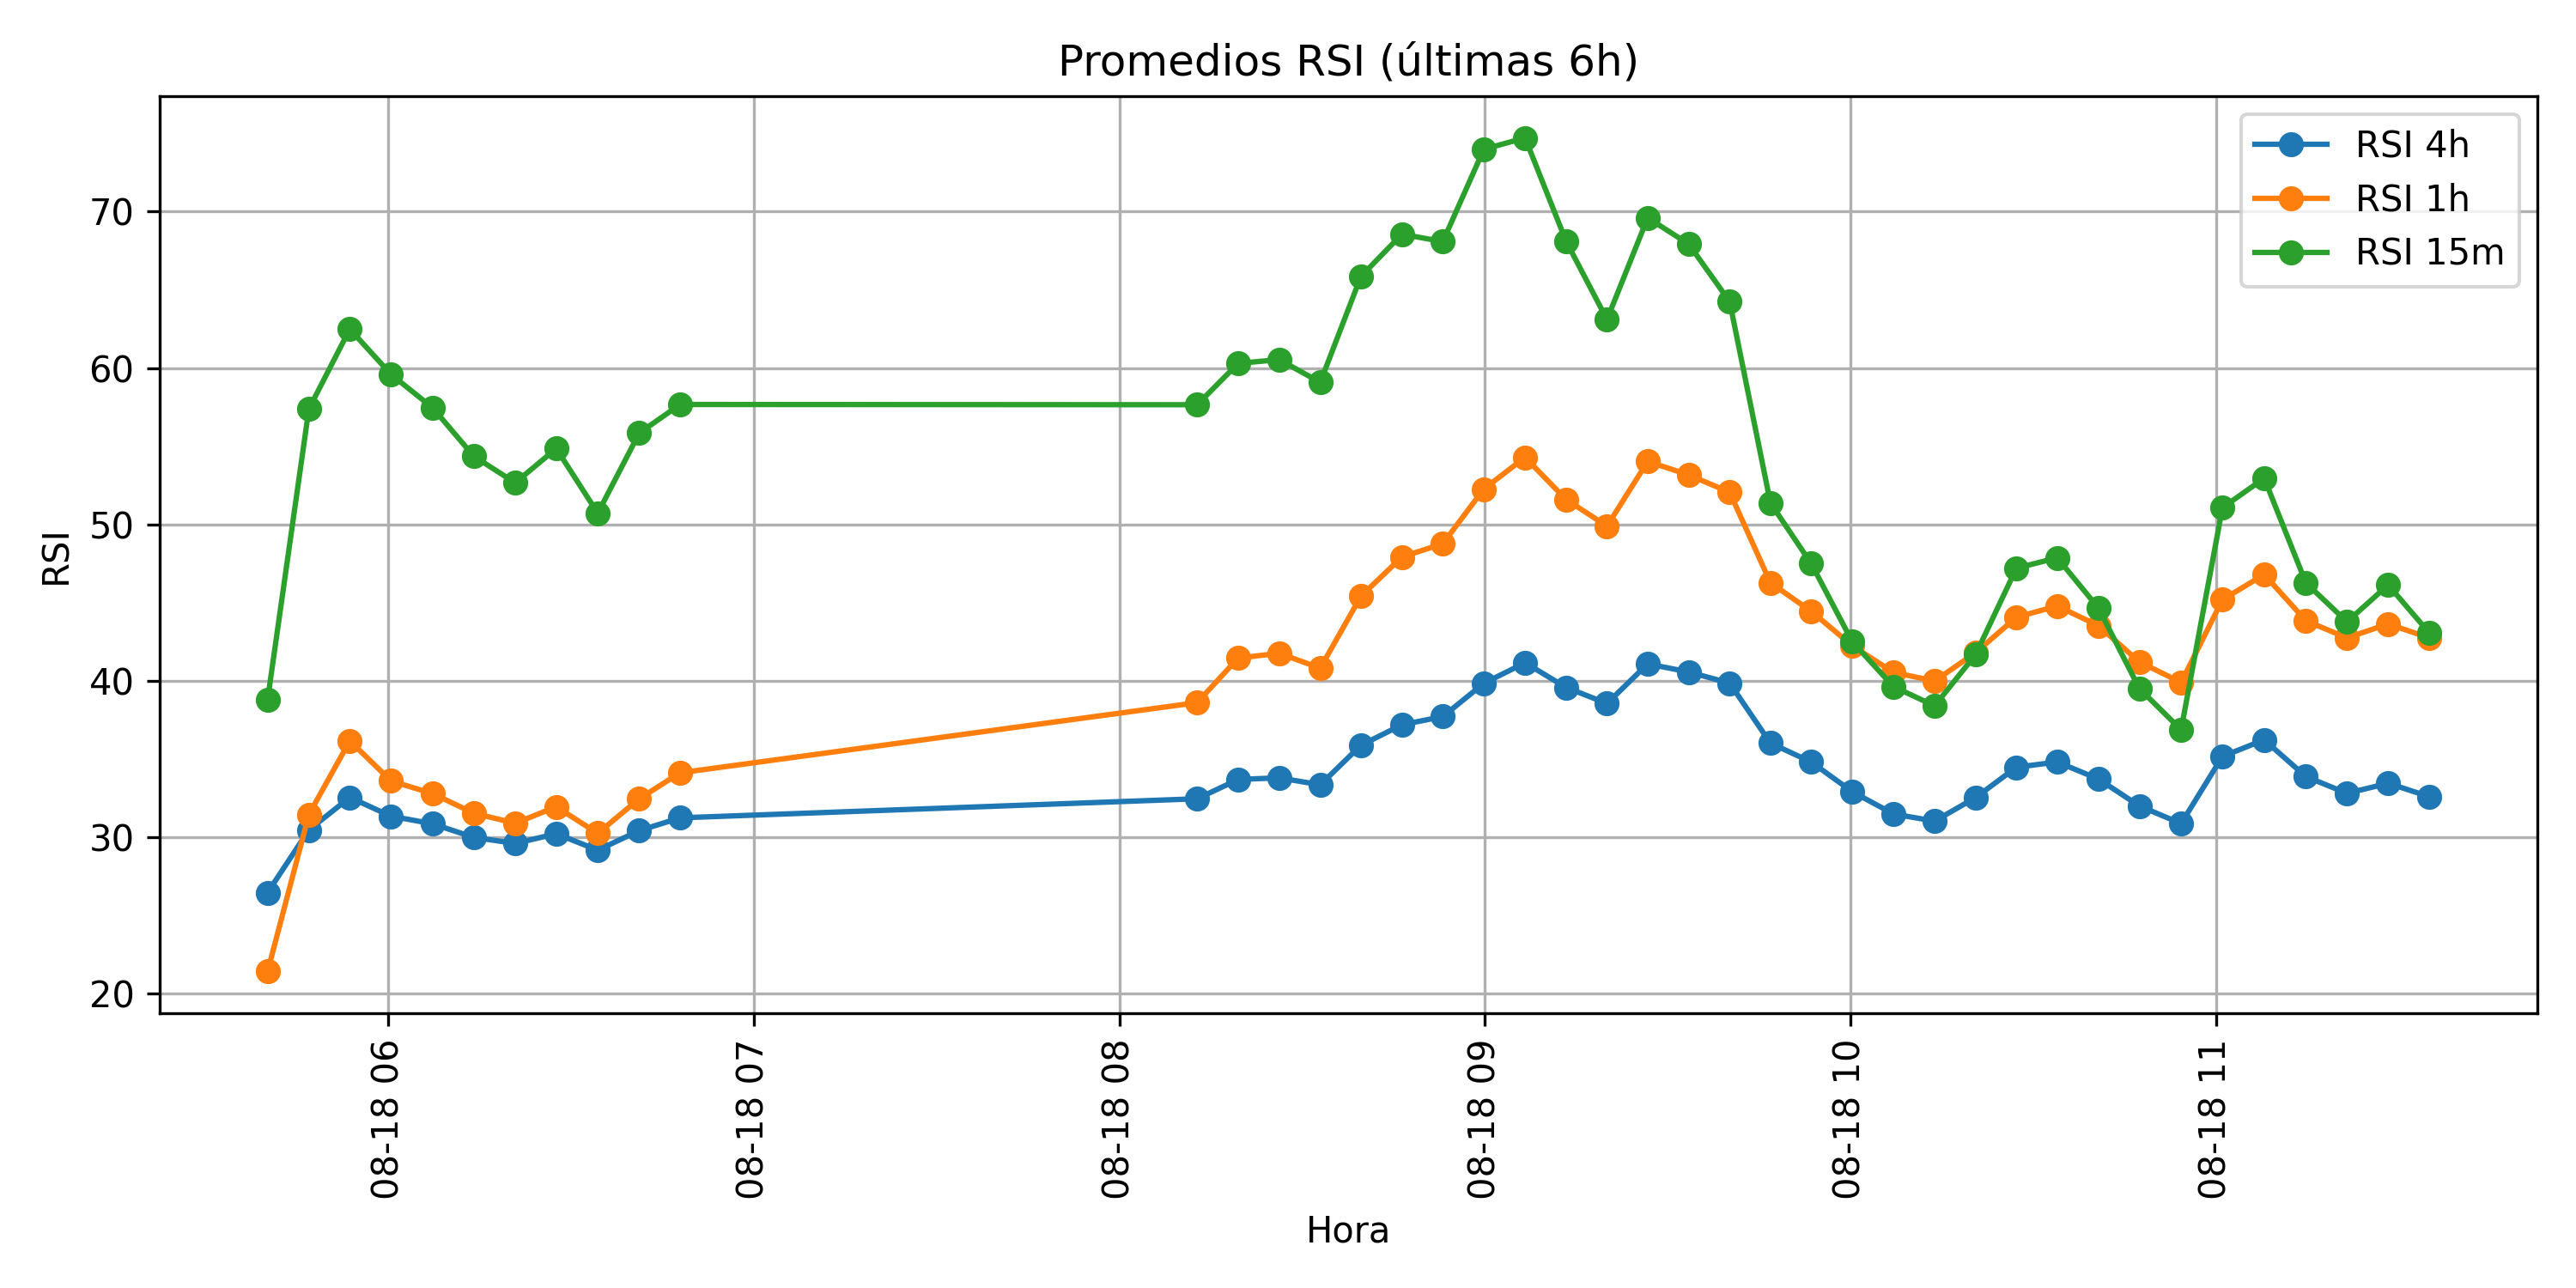 Promedios RSI (últimas 6h)
RSI 4h
RSI 1h
RSI 15m
70
60
50
40
30
20
RSI
08-18 06
08-18 07
08-18 08
08-18 09
08-18 10
08-18 11
Hora